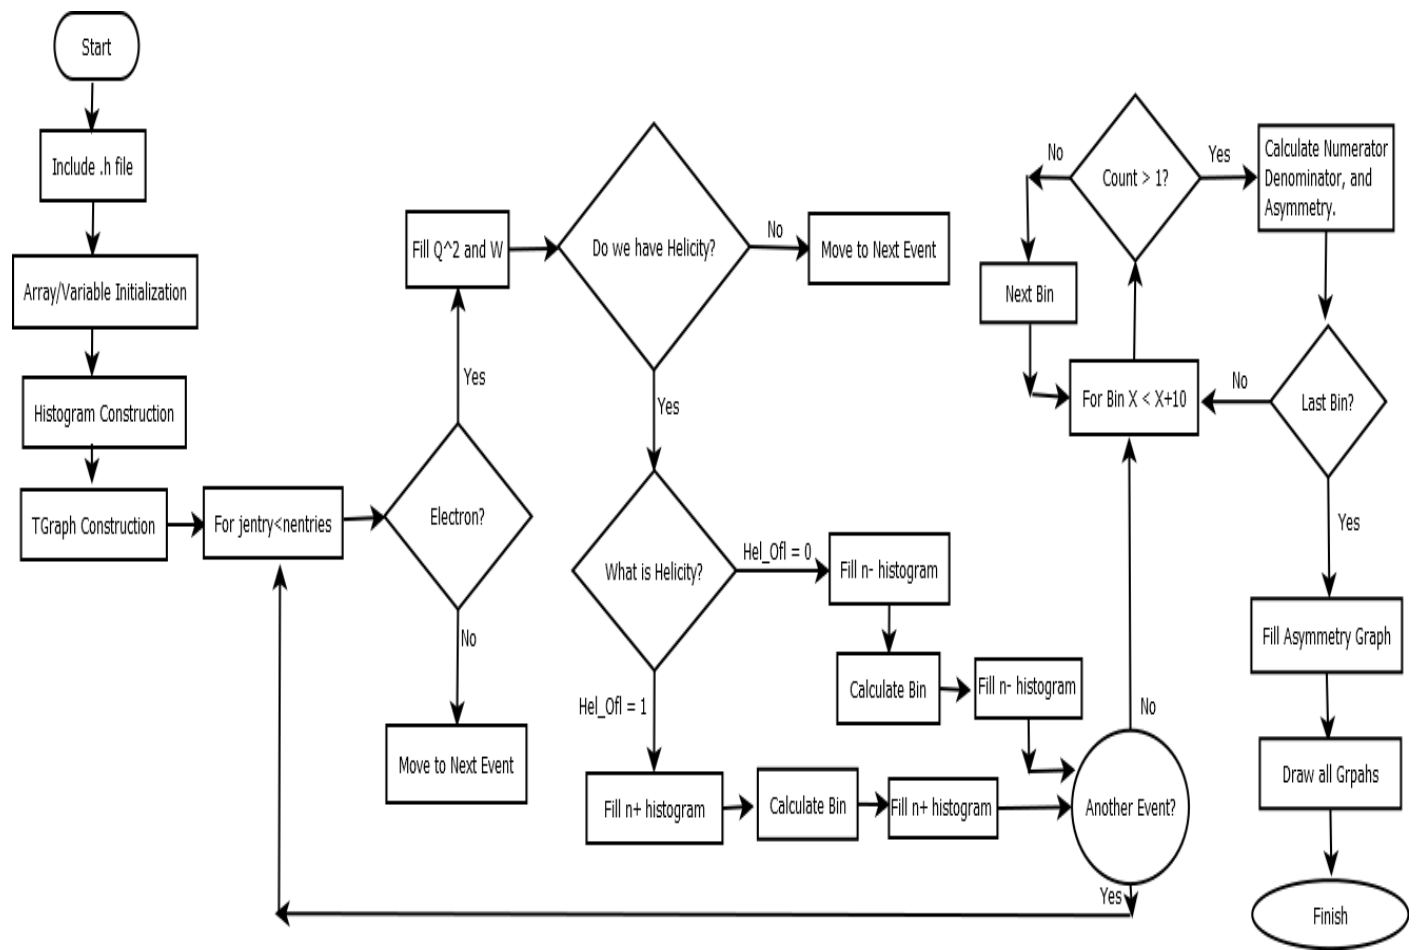 Start
Include .h file
Array/Variable Initialization
Histogram Construction
TGraph Construction
For jentry<nentries
Electron?
Yes
No
Move to Next Event
Fill Q^2 and W
Do we have Helicity?
No
Move to Next Event
Yes
What is Helicity?
Hel_Ofl = 0
Fill n- histogram
Calculate Bin
Fill n- histogram
Hel_Ofl = 1
Fill n+ histogram
Calculate Bin
Fill n+ histogram
Another Event?
Yes
No
For Bin X < X+10
Count > 1?
No
Next Bin
Yes
Calculate Numerator
Denominator, and
Asymmetry.
Last Bin?
No
Yes
Fill Asymmetry Graph
Draw all Grpahs
Finish